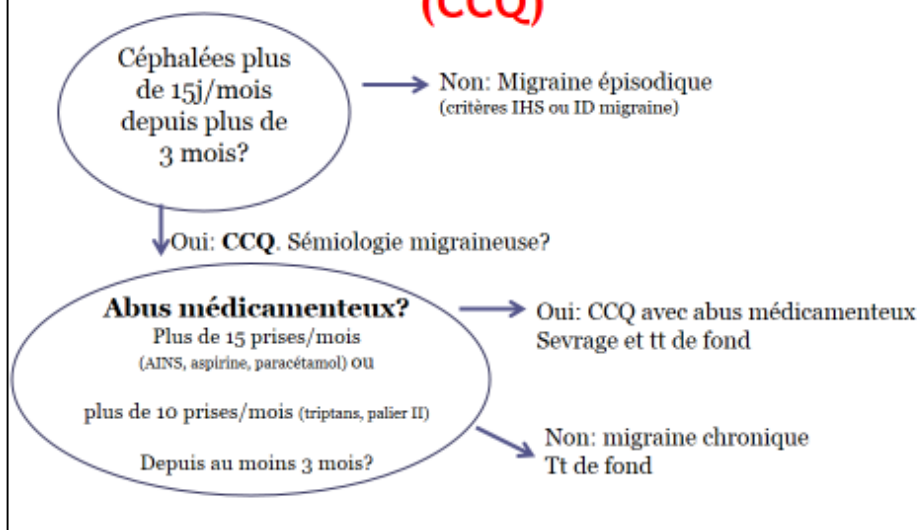 (CCQ)
Céphalées plus
de 15j/mois
depuis plus de
3 mois?
Non: Migraine épisodique
(critères IHS ou ID migraine)
Oui: CCQ. Sémiologie migraineuse?
Abus médicamenteux?
Plus de 15 prises/mois
(AINS, aspirine, paracétamol) ou
plus de 10 prises/mois (triptans, palier II)
Depuis au moins 3 mois?
Oui: CCQ avec abus médicamenteux
Sevrage et tt de fond
Non: migraine chronique
Tt de fond